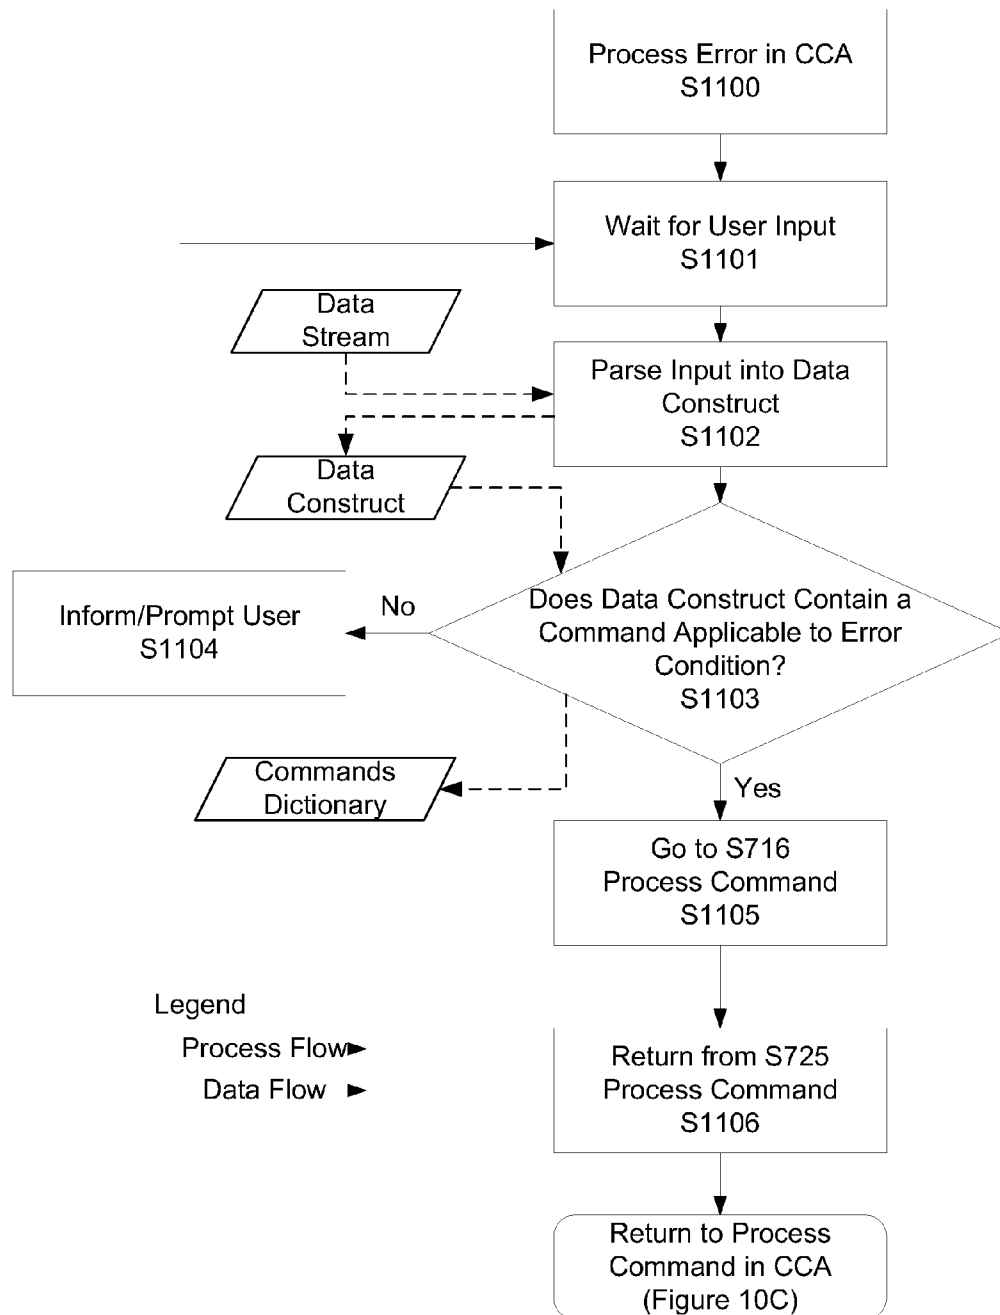 Process Error in CCA
S1100
Wait for User Input
S1101
Data
Stream
Parse Input into Data
Construct
S1102
Data
Construct
Does Data Construct Contain a
Command Applicable to Error
Condition?
S1103
No
Inform/Prompt User
S1104
Commands
Dictionary
Yes
Go to S716
Process Command
S1105
Legend
Process Flow
Data Flow
Return from S725
Process Command
S1106
Return to Process
Command in CCA
(Figure 10C)